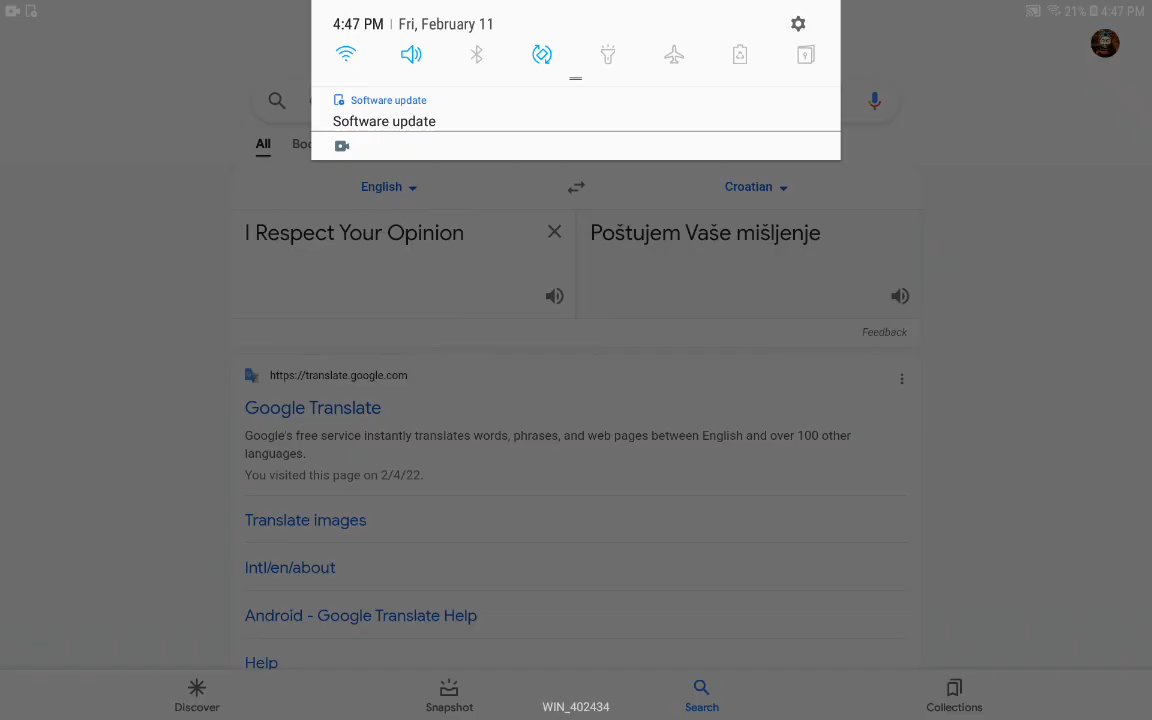 21% 4:47 PM
4:47 PM | Fri, February 11
Software update
Software update
All
English
Croatian
I Respect Your Opinion
Poštujem Vaše mišljenje
Feedback
https://translate.google.com
Google Translate
Google's free service instantly translates words, phrases, and web pages between English and over 100 other
languages.
You visited this page on 2/4/22.
Translate images
Intl/en/about
Android - Google Translate Help
Help
Discover
Snapshot
WIN_402434
Search
Collections